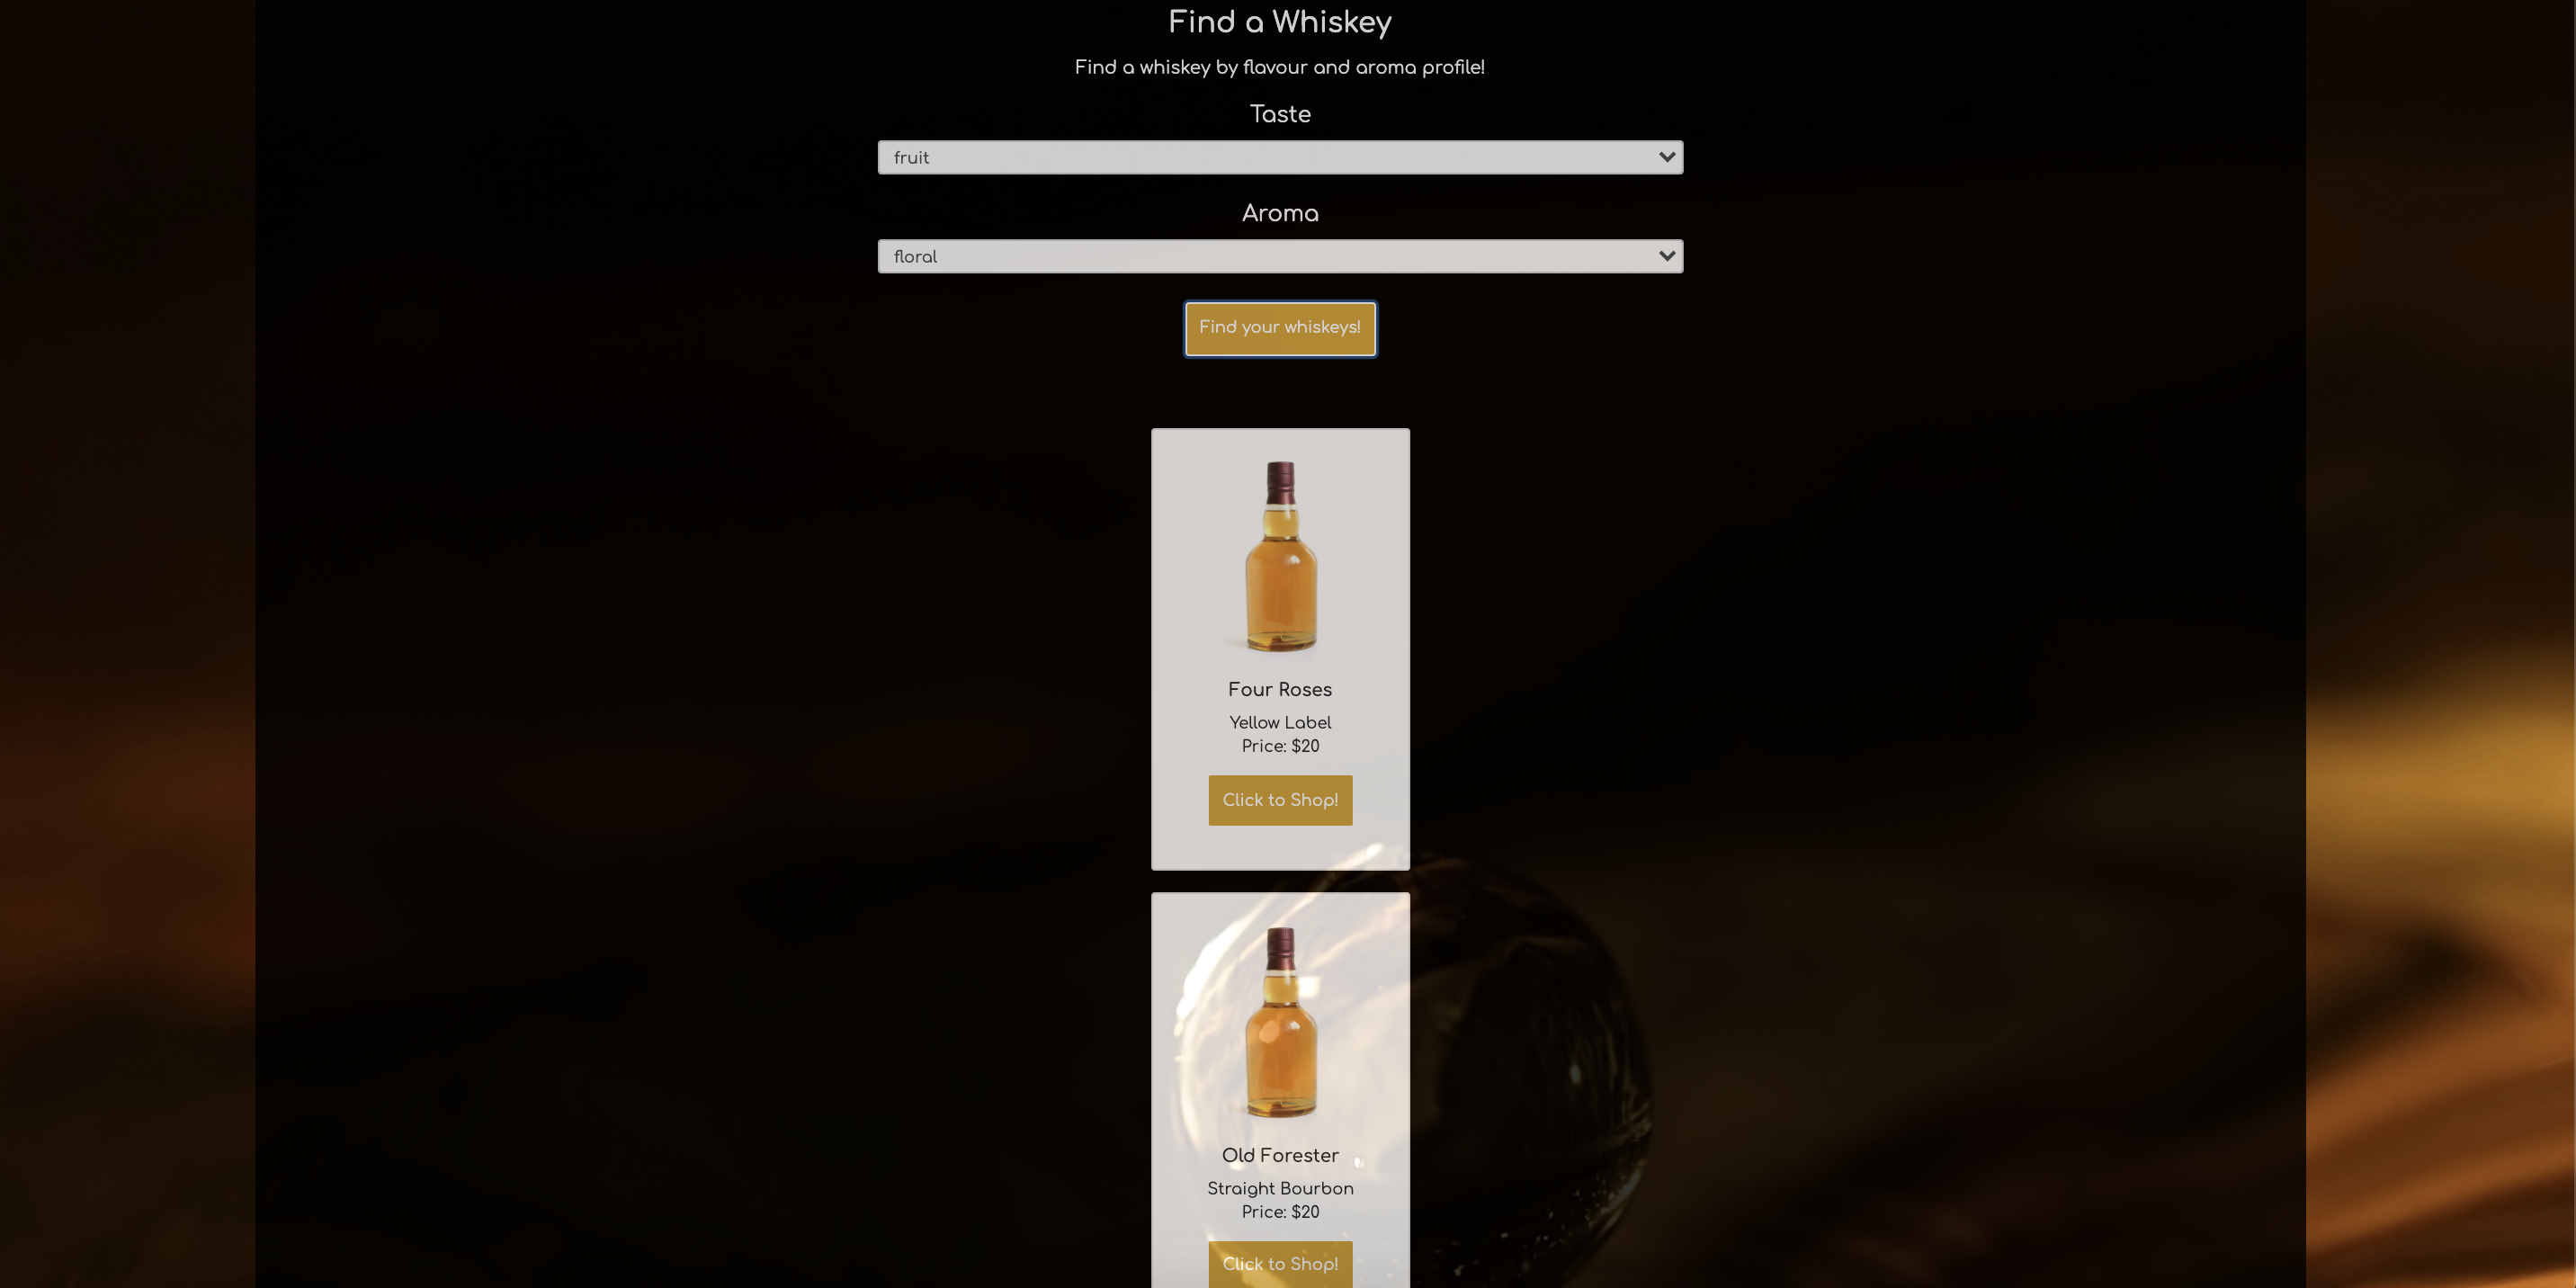 Find a Whiskey
Find a whiskey by flavour and aroma profile!
Taste
fruit
Aroma
floral
Find your whiskeys!
Four Roses
Yellow Label
Price: $20
Click to Shop!
Old Forester
Straight Bourbon
Price: $20
Click to Shop!